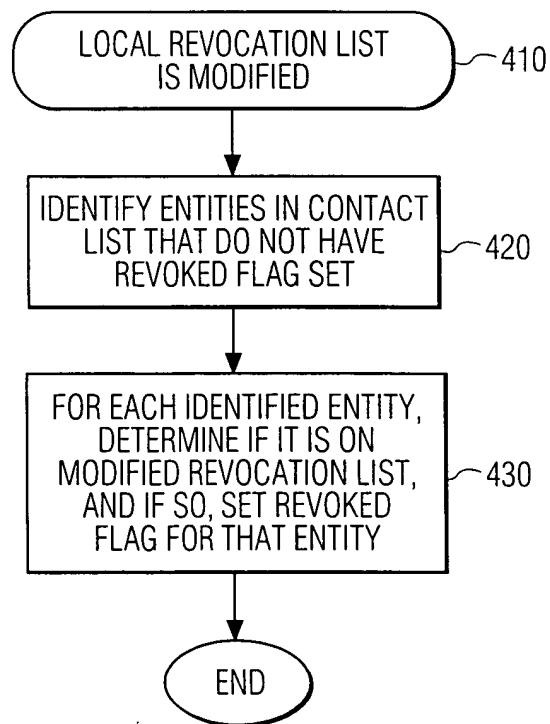 LOCAL REVOCATION LIST
IS MODIFIED
410
IDENTIFY ENTITIES IN CONTACT
LIST THAT DO NOT HAVE
REVOKED FLAG SET
420
FOR EACH IDENTIFIED ENTITY,
DETERMINE IF IT IS ON
MODIFIED REVOCATION LIST,
AND IF SO, SET REVOKED
FLAG FOR THAT ENTITY
430
END